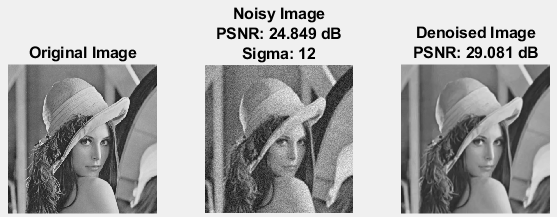 Original Image
Noisy Image
PSNR: 24.849 dB
Sigma: 12
Denoised Image
PSNR: 29.081 dB